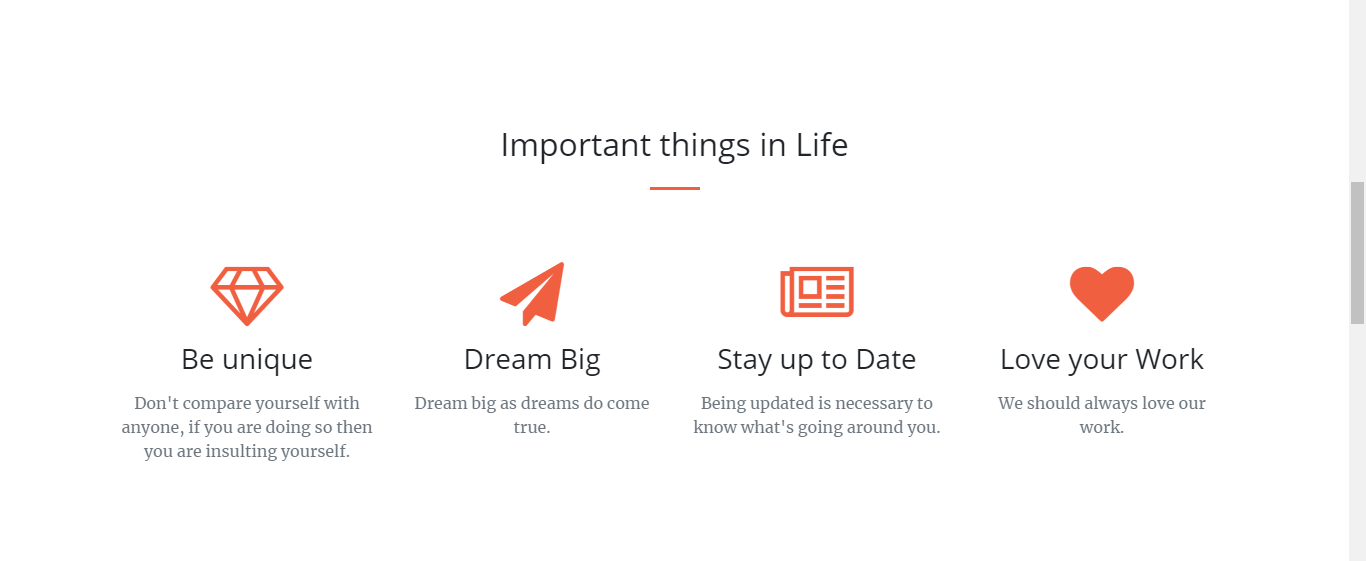 Important things in Life
Be unique
Don't compare yourself with
anyone, if you are doing so then
you are insulting yourself.
Dream Big
Dream big as dreams do come
true.
Stay up to Date
Being updated is necessary to
know what's going around you.
Love your Work
We should always love our
work.